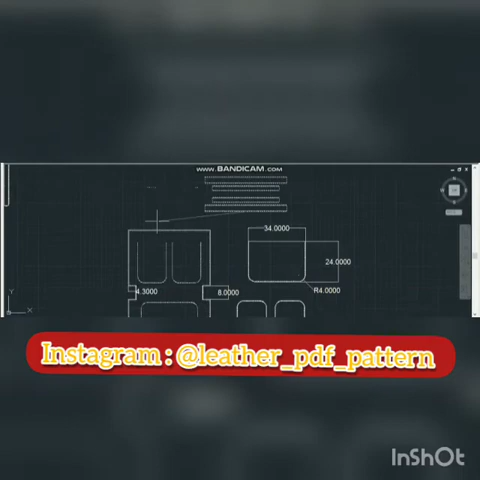 WWW.BANDICAM.COM
34.0000
24.0000
4.3000
8.0000
R4.0000
Y
X
Instagram : @leather_pdf_pattern
InShOt